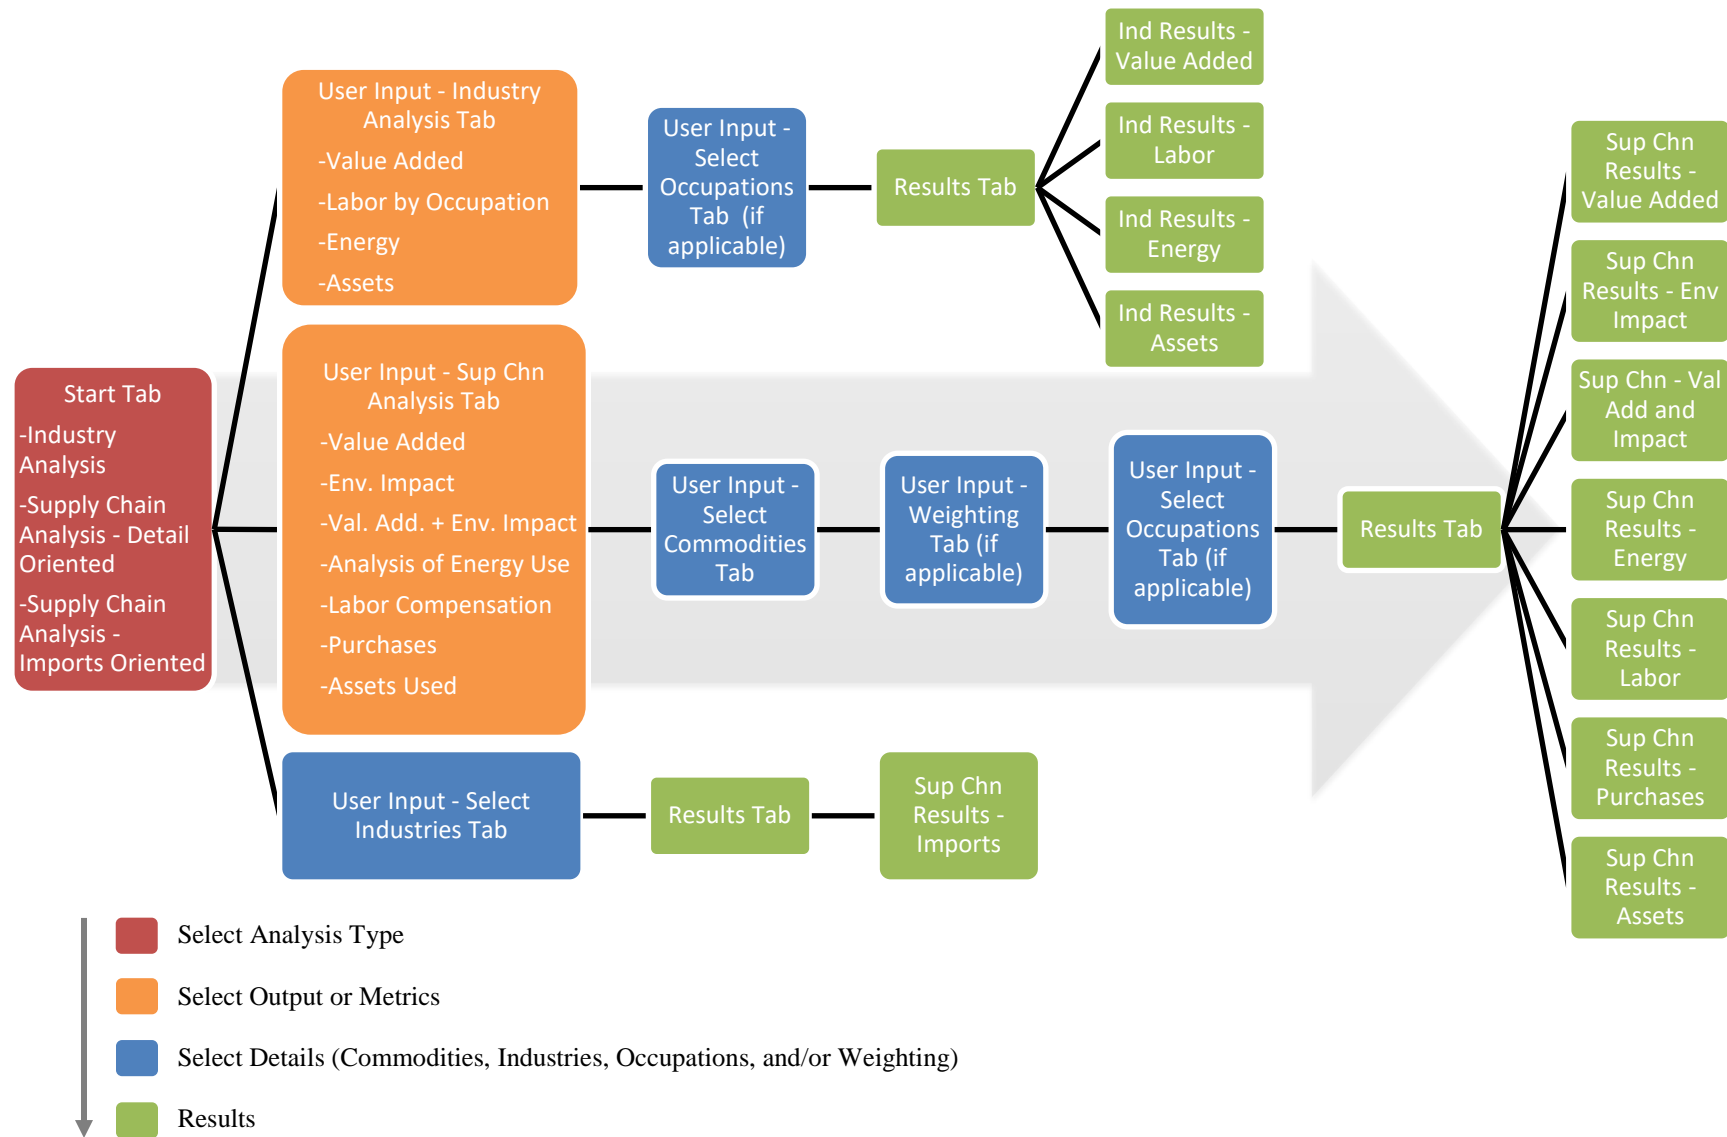 Start Tab
-Industry
Analysis
-Supply Chain
Analysis - Detail
Oriented
-Supply Chain
Analysis -
Imports Oriented
User Input - Industry
Analysis Tab
-Value Added
-Labor by Occupation
-Energy
-Assets
User Input -
Select
Occupations
Tab (if
applicable)
Results Tab
Ind Results -
Value Added
Ind Results -
Labor
Ind Results -
Energy
Ind Results -
Assets
User Input - Sup Chn
Analysis Tab
-Value Added
-Env. Impact
-Val. Add. + Env. Impact
-Analysis of Energy Use
-Labor Compensation
-Purchases
-Assets Used
User Input -
Select
Commodities
Tab
User Input -
Weighting
Tab (if
applicable)
User Input -
Select
Occupations
Tab (if
applicable)
Results Tab
Sup Chn
Results -
Value Added
Sup Chn
Results - Env
Impact
Sup Chn - Val
Add and
Impact
Sup Chn
Results -
Energy
Sup Chn
Results -
Labor
Sup Chn
Results -
Purchases
Sup Chn
Results -
Assets
User Input - Select
Industries Tab
Results Tab
Sup Chn
Results -
Imports
Select Analysis Type
Select Output or Metrics
Select Details (Commodities, Industries, Occupations, and/or Weighting)
Results